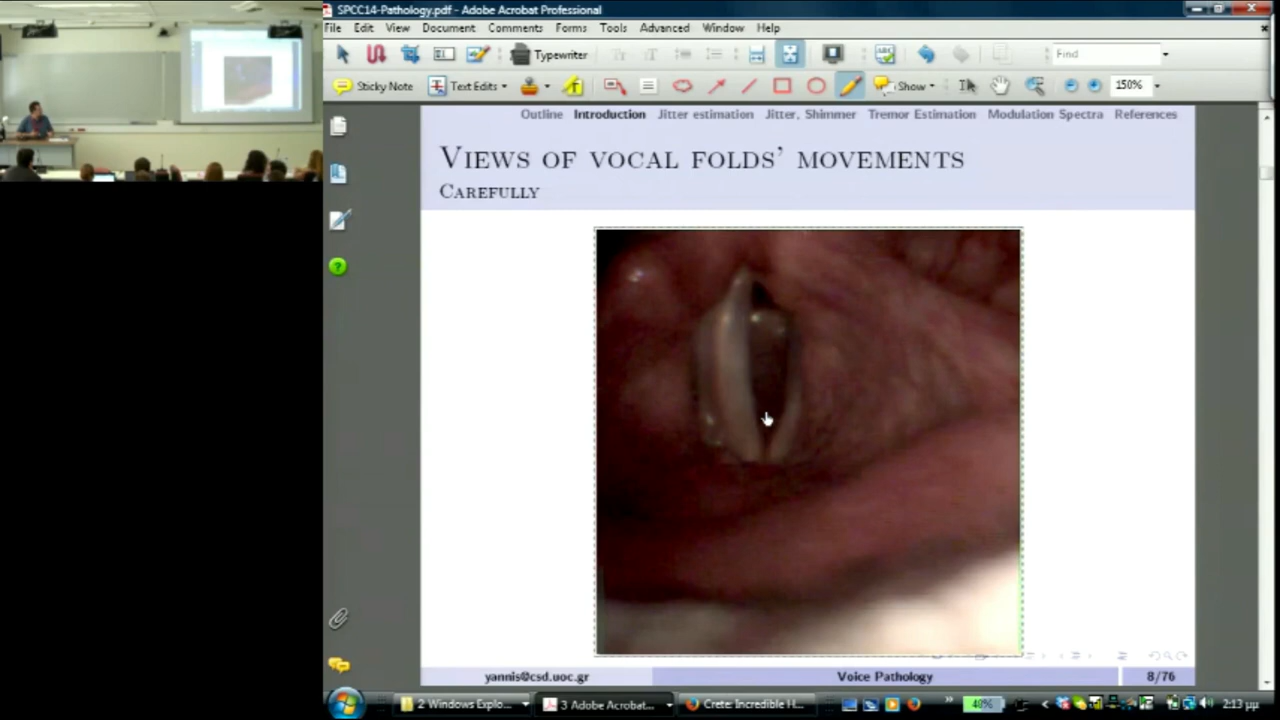 SPCC14-Pathology.pdf - Adobe Acrobat Professional
File Edit View Document Comments Forms Tools Advanced Window Help
Typewriter
Find
Sticky Note Text Edits Show 150%
Outline Introduction Jitter estimation Jitter, Shimmer Tremor Estimation Modulation Spectra References
VIEWS OF VOCAL FOLDS' MOVEMENTS
CAREFULLY
yannis@csd.uoc.gr Voice Pathology 8/76
2 Windows Explo... 3 Adobe Acrobat... Crete: Incredible H... 48% 2:13 μμ